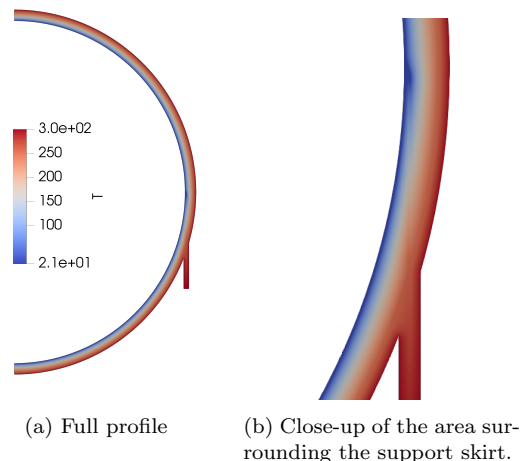 3.0e+02
250
200
150
100
2.1e+01
T
(a) Full profile
(b) Close-up of the area sur-
rounding the support skirt.